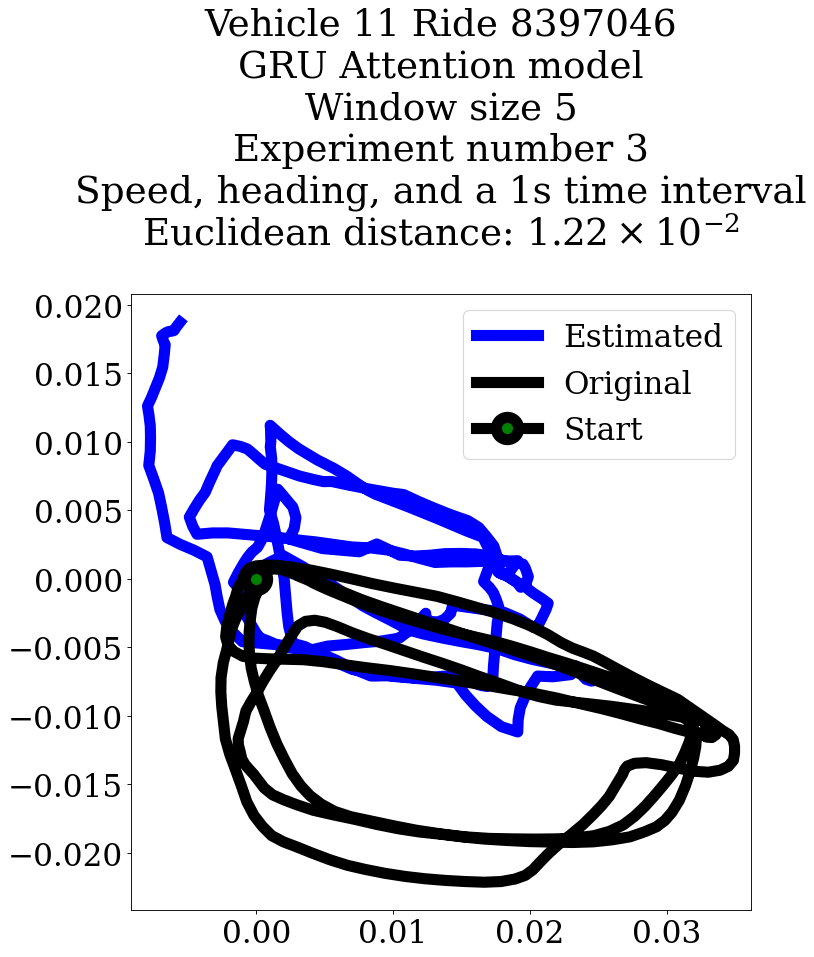 Vehicle 11 Ride 8397046
GRU Attention model
Window size 5
Experiment number 3
Speed, heading, and a 1s time interval
Euclidean distance: 1.22 × 10⁻²
0.020
0.015
0.010
0.005
0.000
−0.005
−0.010
−0.015
−0.020
Estimated
Original
Start
0.00 0.01 0.02 0.03